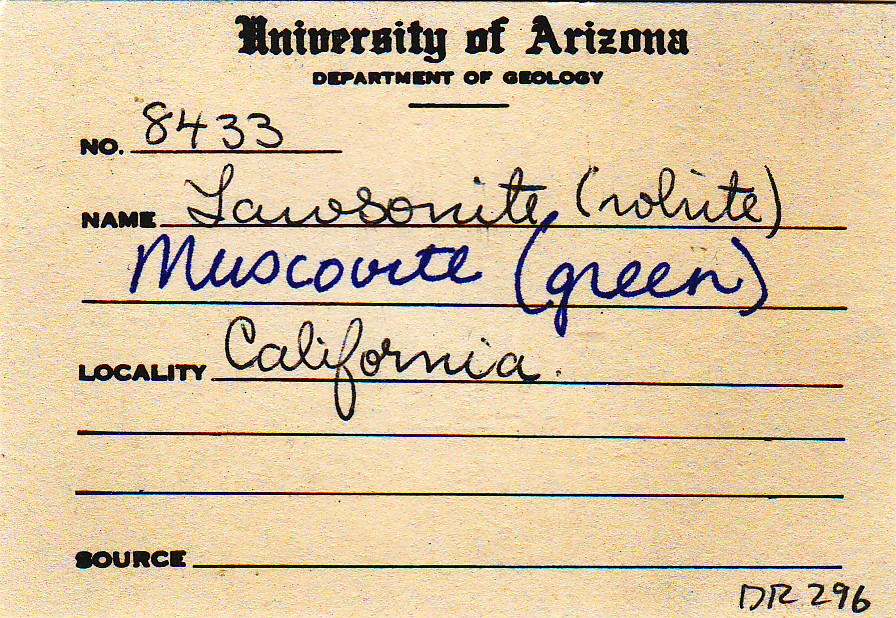 University of Arizona
DEPARTMENT OF GEOLOGY
NO. 8433
NAME Lawsonite (white)
Muscovite (green)
LOCALITY California.
SOURCE
DR 296